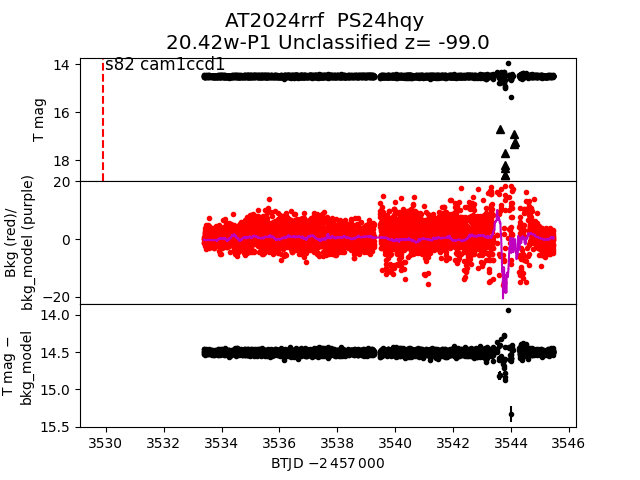 AT2024rrf  PS24hqy
20.42w-P1 Unclassified z= -99.0
s82 cam1ccd1
T mag
14
16
18
Bkg (red)/
bkg_model (purple)
20
0
−20
T mag −
bkg_model
14.0
14.5
15.0
15.5
3530 3532 3534 3536 3538 3540 3542 3544 3546
BTJD −2 457 000